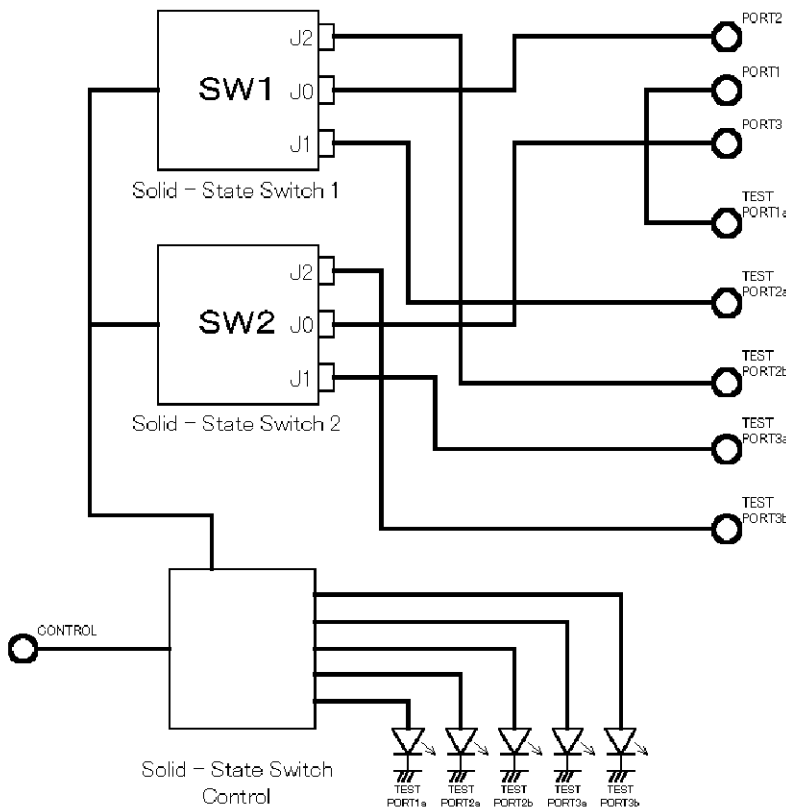 J2
SW1
J0
J1
Solid - State Switch 1
J2
SW2
J0
J1
Solid - State Switch 2
PORT2
PORT1
PORT3
TEST
PORT1a
TEST
PORT2a
TEST
PORT2b
TEST
PORT3a
TEST
PORT3b
CONTROL
Solid - State Switch
Control
TEST
PORT1a
TEST
PORT2a
TEST
PORT2b
TEST
PORT3a
TEST
PORT3b